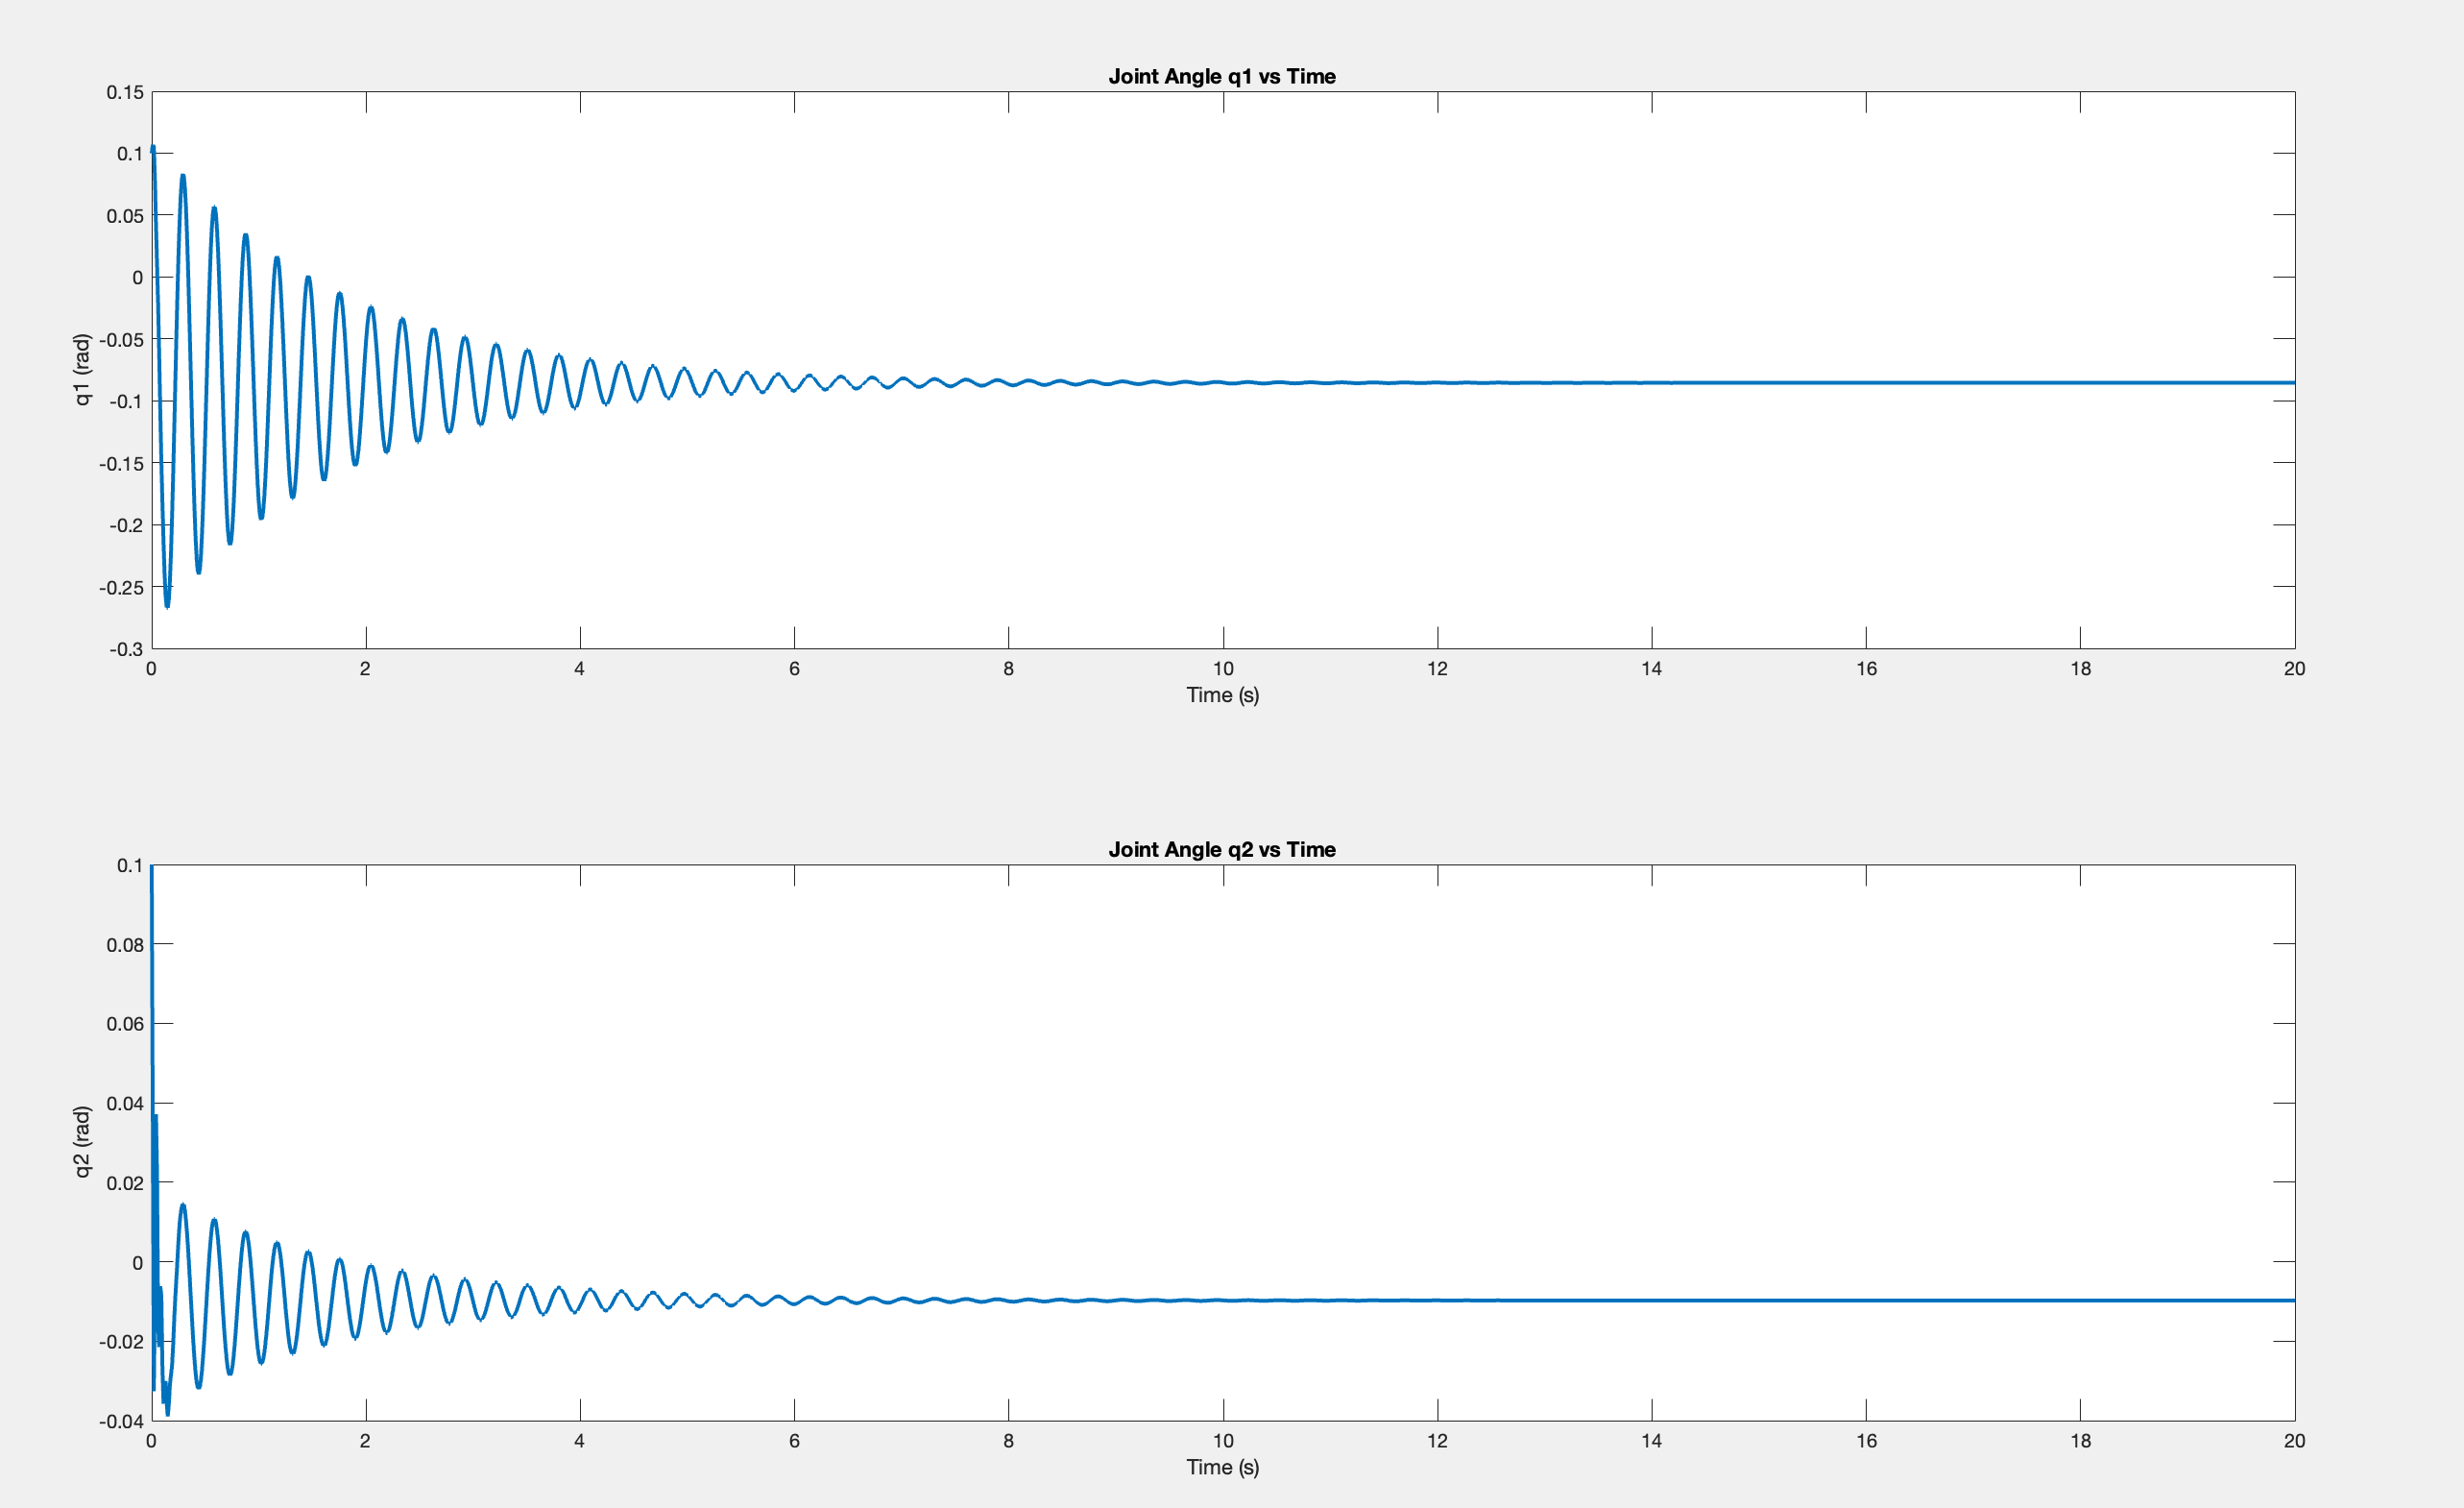 Joint Angle q1 vs Time
0.15
0.1
0.05
0
-0.05
-0.1
-0.15
-0.2
-0.25
-0.3
q1 (rad)
0 2 4 6 8 10 12 14 16 18 20
Time (s)
Joint Angle q2 vs Time
0.1
0.08
0.06
0.04
0.02
0
-0.02
-0.04
q2 (rad)
0 2 4 6 8 10 12 14 16 18 20
Time (s)